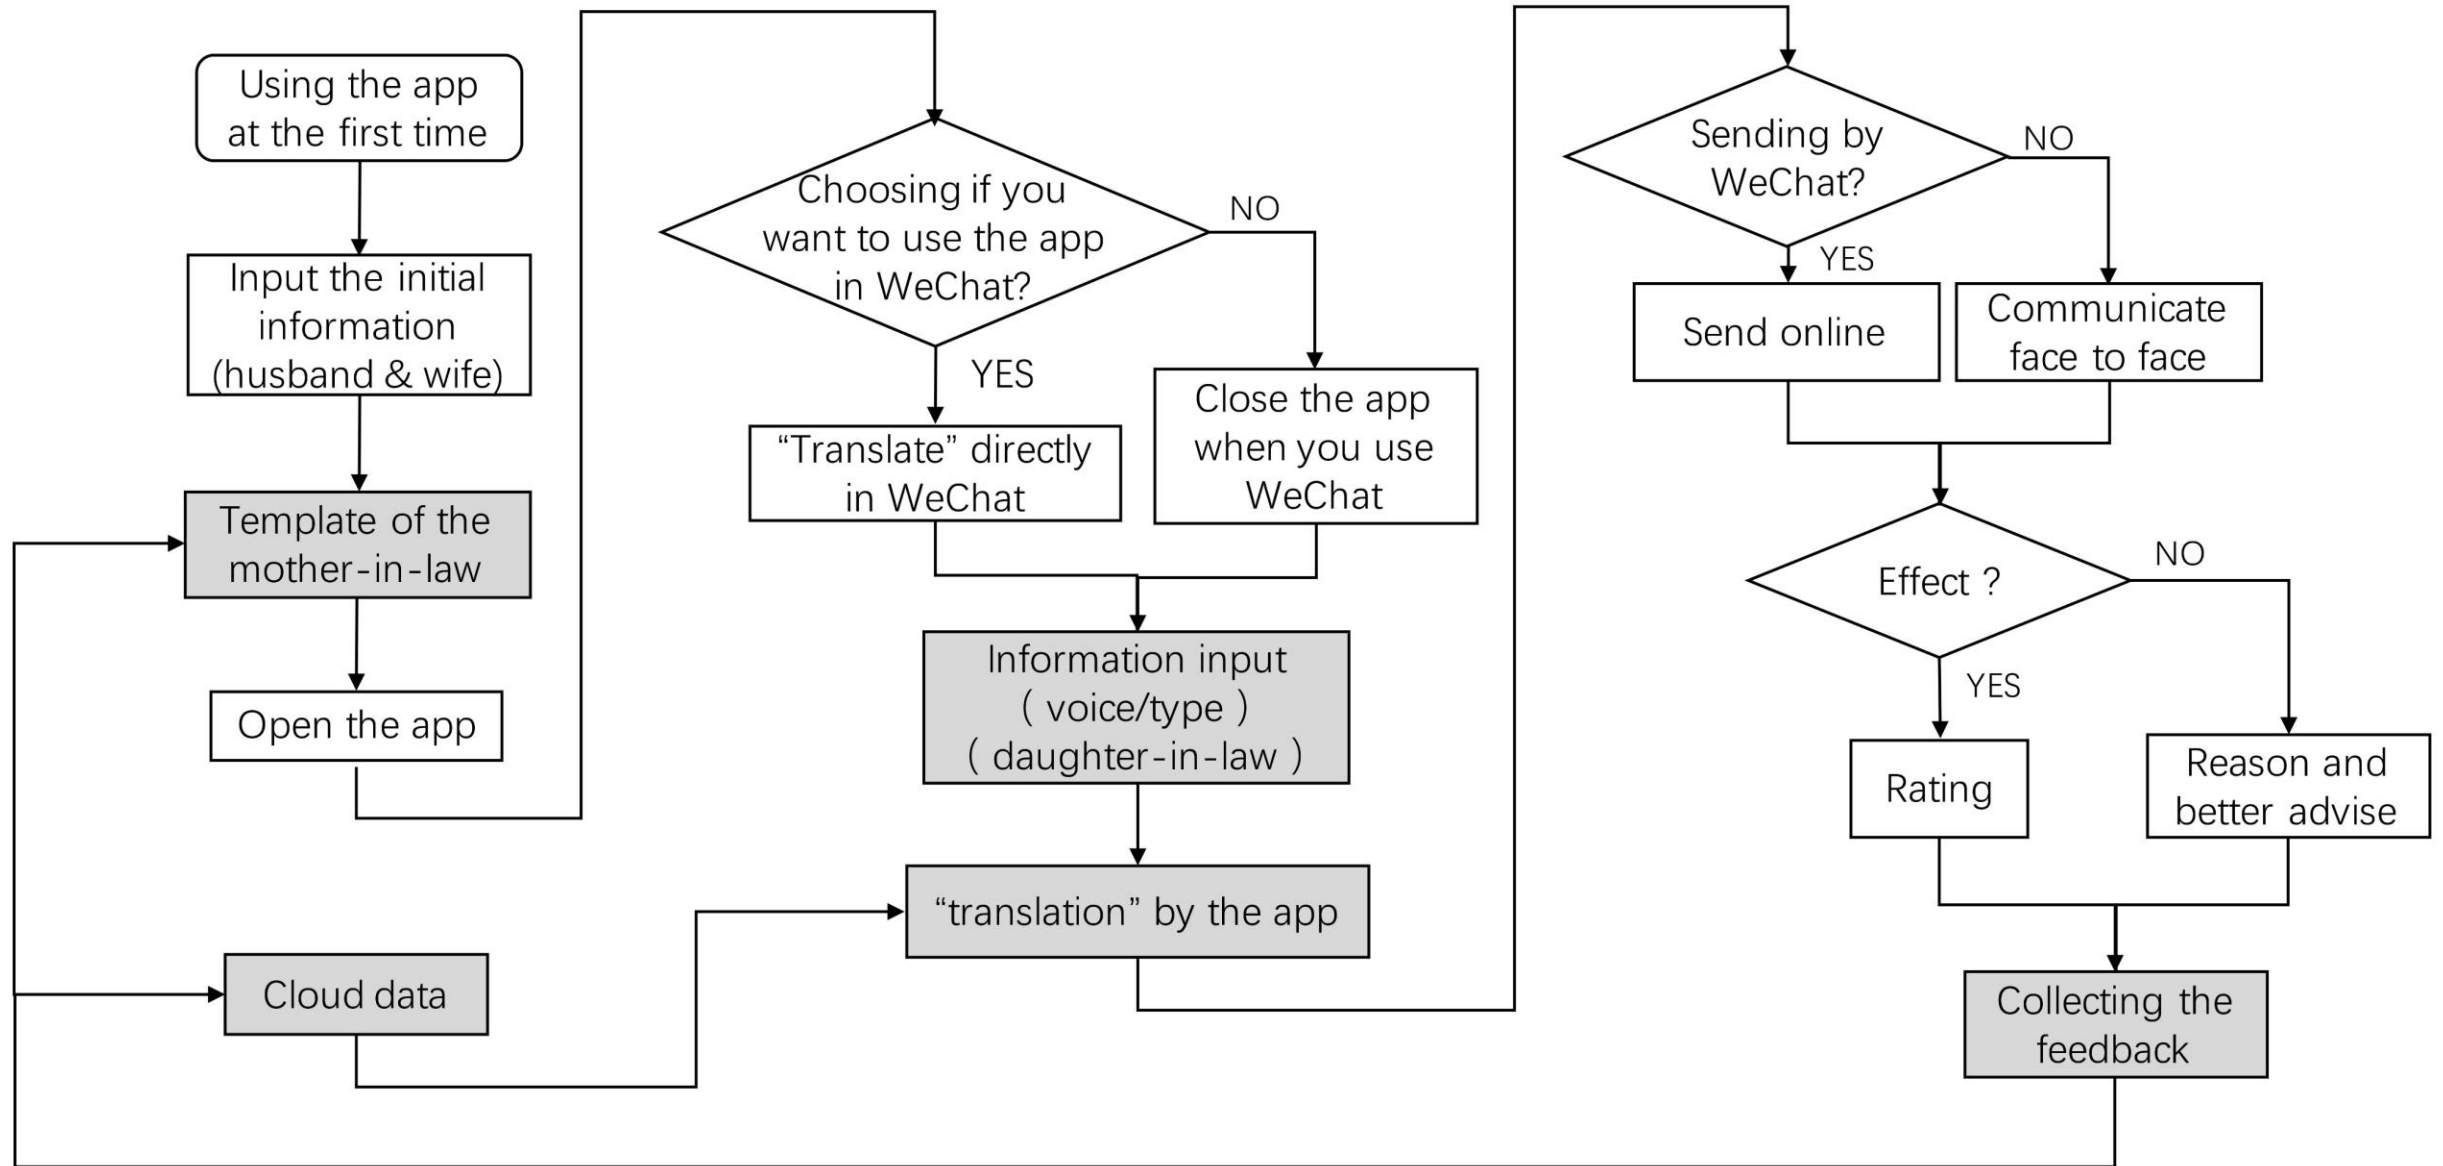 Using the app
at the first time
Input the initial
information
(husband & wife)
Template of the
mother-in-law
Open the app
Cloud data
Choosing if you
want to use the app
in WeChat?
NO
YES
“Translate” directly
in WeChat
Close the app
when you use
WeChat
Information input
( voice/type )
( daughter-in-law )
“translation” by the app
Sending by
WeChat?
NO
YES
Send online
Communicate
face to face
Effect ?
NO
YES
Rating
Reason and
better advise
Collecting the
feedback